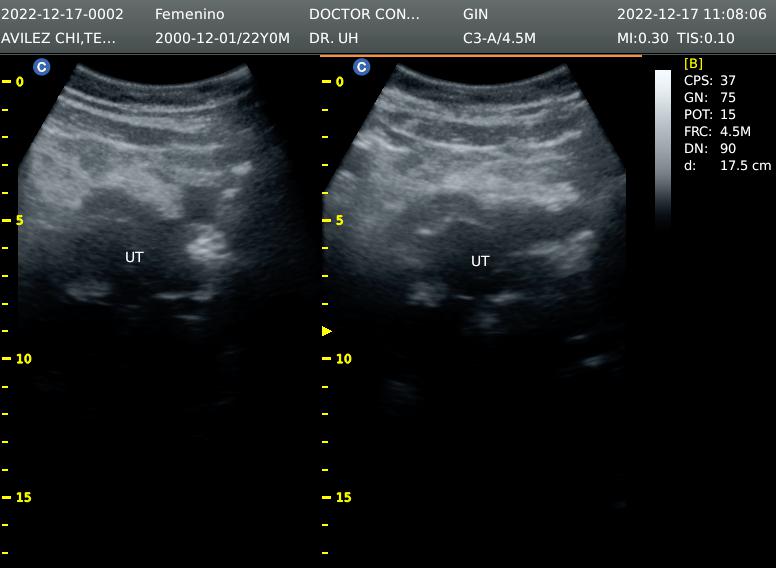 2022-12-17-0002 Femenino DOCTOR CON... GIN 2022-12-17 11:08:06
AVILEZ CHI,TE... 2000-12-01/22Y0M DR. UH C3-A/4.5M MI:0.30 TIS:0.10
C C [B]
0 0 CPS: 37
GN: 75
POT: 15
FRC: 4.5M
DN: 90
d: 17.5 cm
5 5
UT UT
10 10
15 15